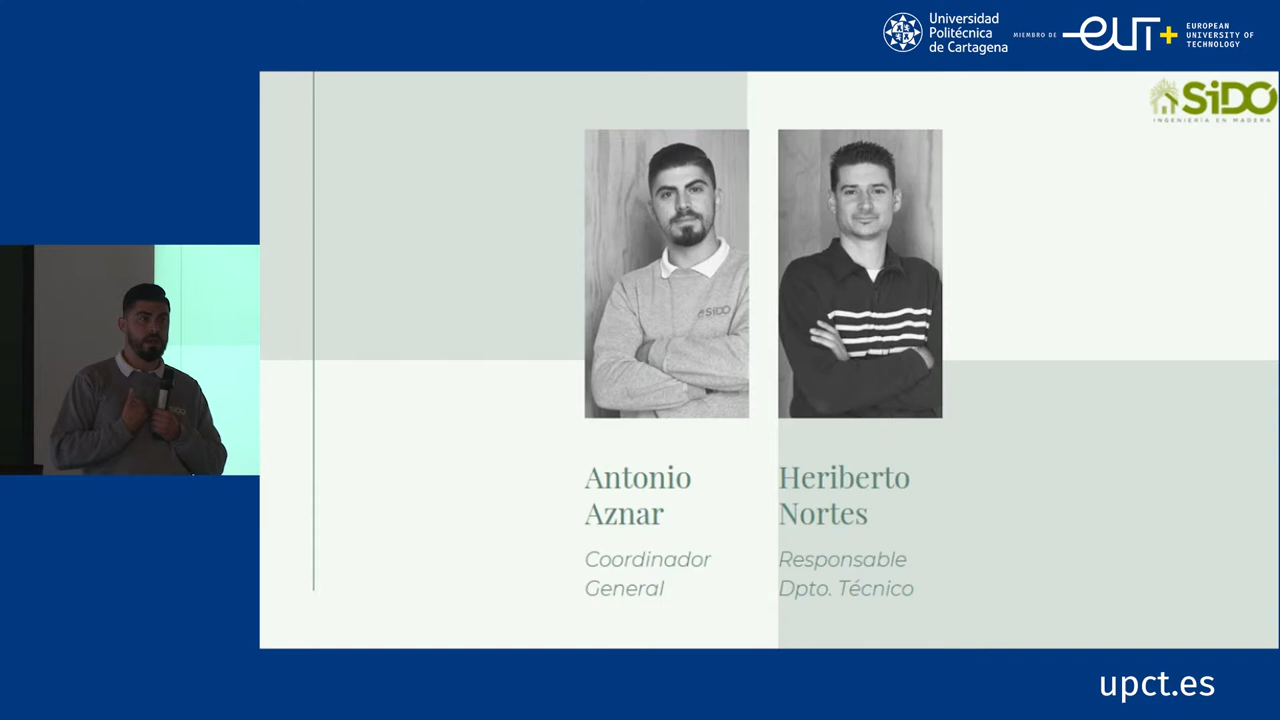 Universidad
Politécnica
de Cartagena
MIEMBRO DE
EUT+
EUROPEAN
UNIVERSITY OF
TECHNOLOGY
SiDO
INGENIERÍA EN MADERA
SiDO
SiDO
Antonio
Aznar
Coordinador
General
Heriberto
Nortes
Responsable
Dpto. Técnico
upct.es